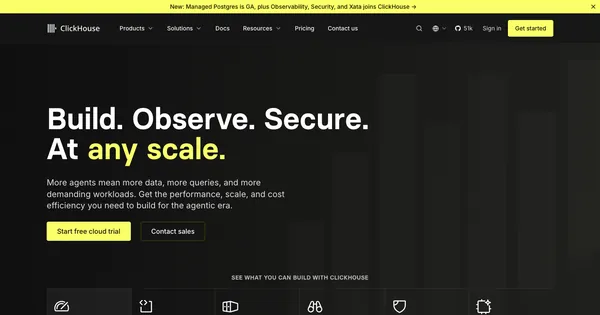 New: Managed Postgres is GA, plus Observability, Security, and Xata joins ClickHouse →
ClickHouse Products Solutions Docs Resources Pricing Contact us 51k Sign in Get started
Build. Observe. Secure.
At any scale.
More agents mean more data, more queries, and more
demanding workloads. Get the performance, scale, and cost
efficiency you need to build for the agentic era.
Start free cloud trial Contact sales
SEE WHAT YOU CAN BUILD WITH CLICKHOUSE